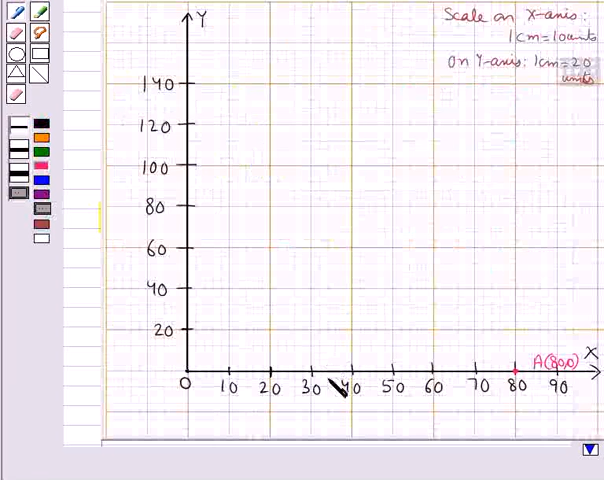 Y
Scale on X-axis:
1cm=10units
On Y-axis: 1cm=20
units
140
120
100
80
60
40
20
A(80,0)
X
0 10 20 30 40 50 60 70 80 90